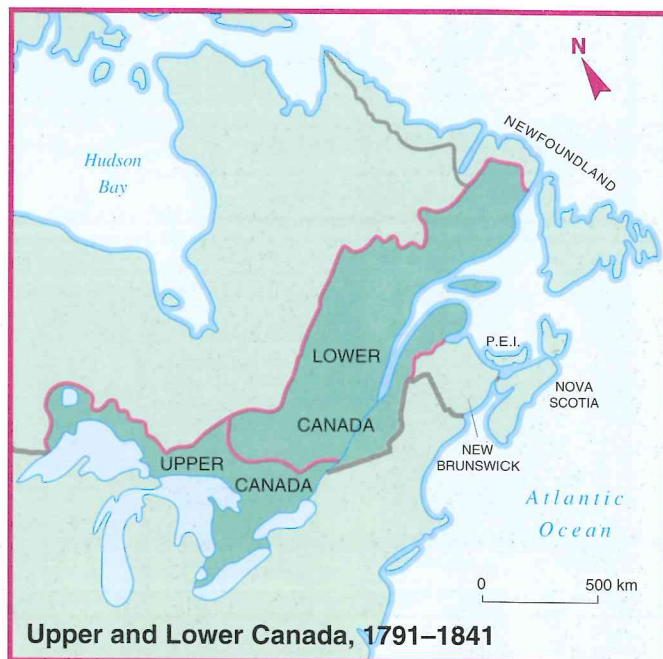 N
NEWFOUNDLAND
Hudson
Bay
LOWER
CANADA
P.E.I.
NOVA
SCOTIA
NEW
BRUNSWICK
UPPER
CANADA
Atlantic
Ocean
0 500 km
Upper and Lower Canada, 1791–1841